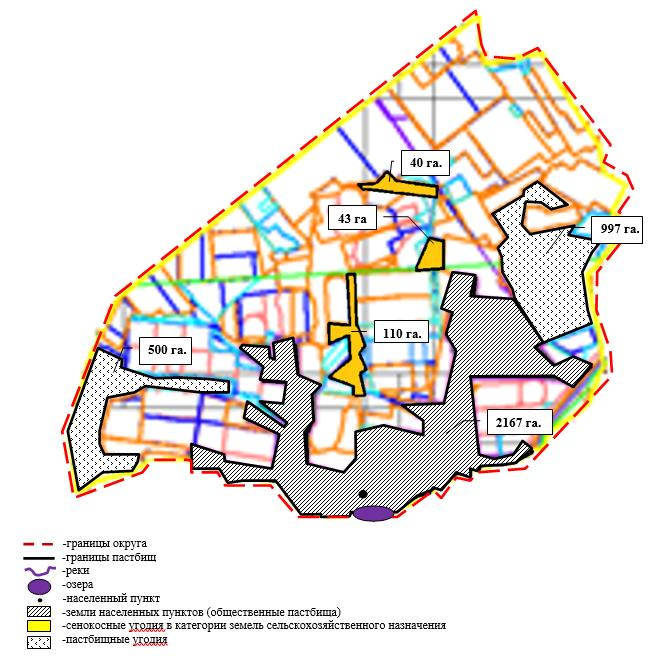 40 га.
43 га
997 га.
110 га.
500 га.
2167 га.
-границы округа
-границы пастбищ
-реки
-озера
-населенный пункт
-земли населенных пунктов (общественные пастбища)
-сенокосные угодия в категории земель сельскохозяйственного назначения
-пастбищные угодия